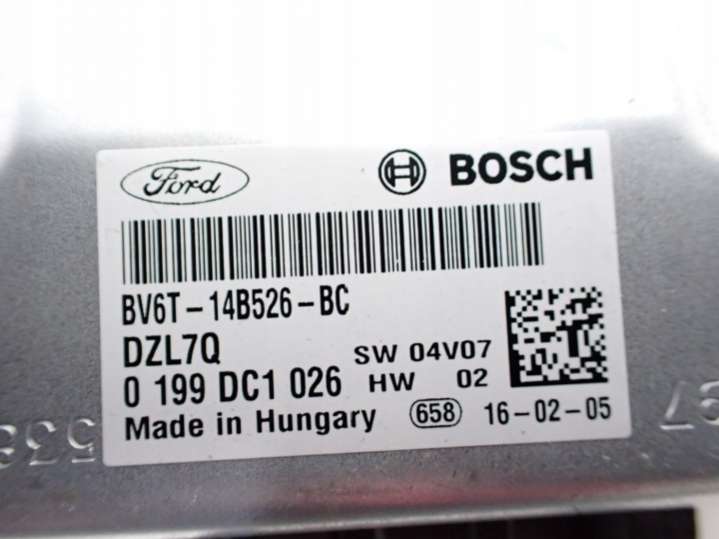 Ford BOSCH
BV6T-14B526-BC
DZL7Q SW 04V07
0 199 DC1 026 HW 02
Made in Hungary 658 16-02-05